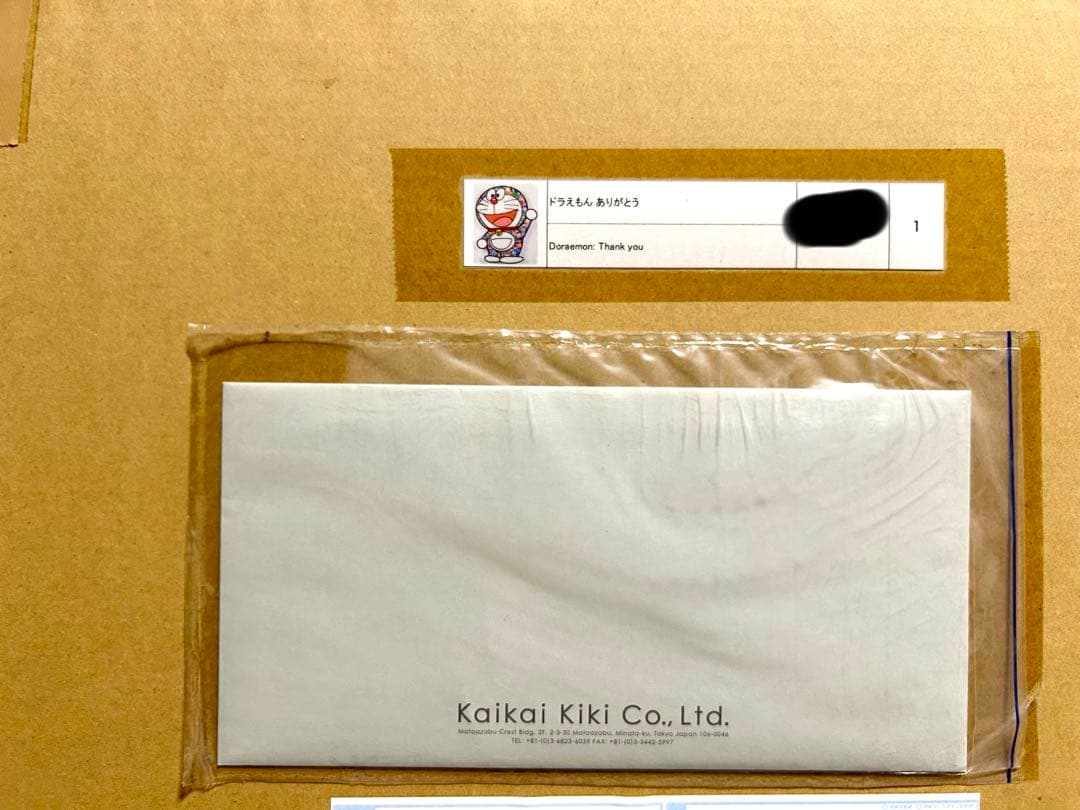 ドラえもん ありがとう
Doraemon: Thank you
1
Kaikai Kiki Co., Ltd.
Motoazabu Crest Bldg. 2F, 2-3-30 Motoazabu, Minato-ku, Tokyo Japan 106-0046
TEL: +81-(0)3-6823-6039 FAX: +81-(0)3-5442-5997